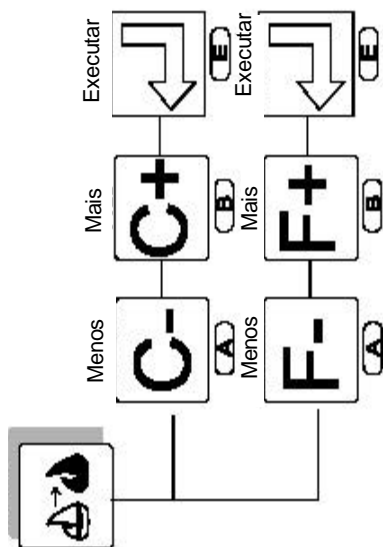 Menos
Mais
Executar
C-
C+
A
B
E
Menos
Mais
Executar
F-
F+
A
B
E